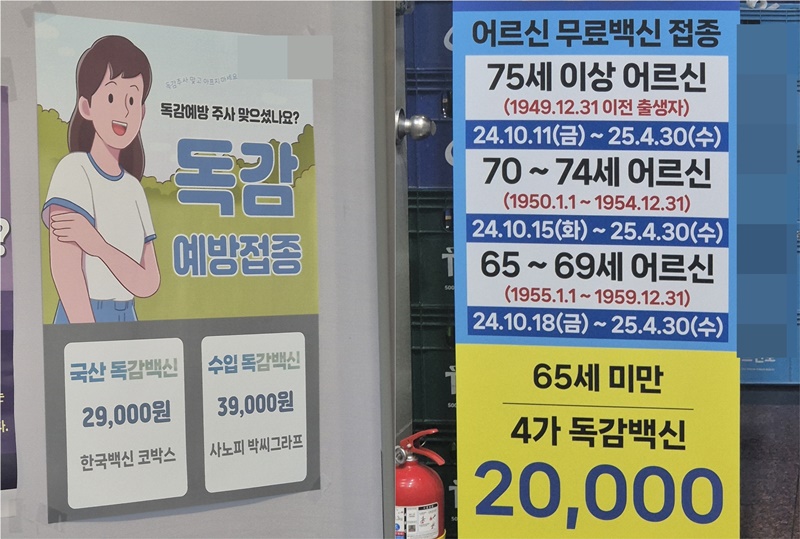 독감예방 주사 맞으셨나요?
독감
예방접종
국산 독감백신
29,000원
한국백신 코박스
수입 독감백신
39,000원
사노피 박씨그라프
어르신 무료백신 접종
75세 이상 어르신
(1949.12.31 이전 출생자)
24.10.11(금) ~ 25.4.30(수)
70 ~ 74세 어르신
(1950.1.1 ~ 1954.12.31)
24.10.15(화) ~ 25.4.30(수)
65 ~ 69세 어르신
(1955.1.1 ~ 1959.12.31)
24.10.18(금) ~ 25.4.30(수)
65세 미만
4가 독감백신
20,000
?
다.